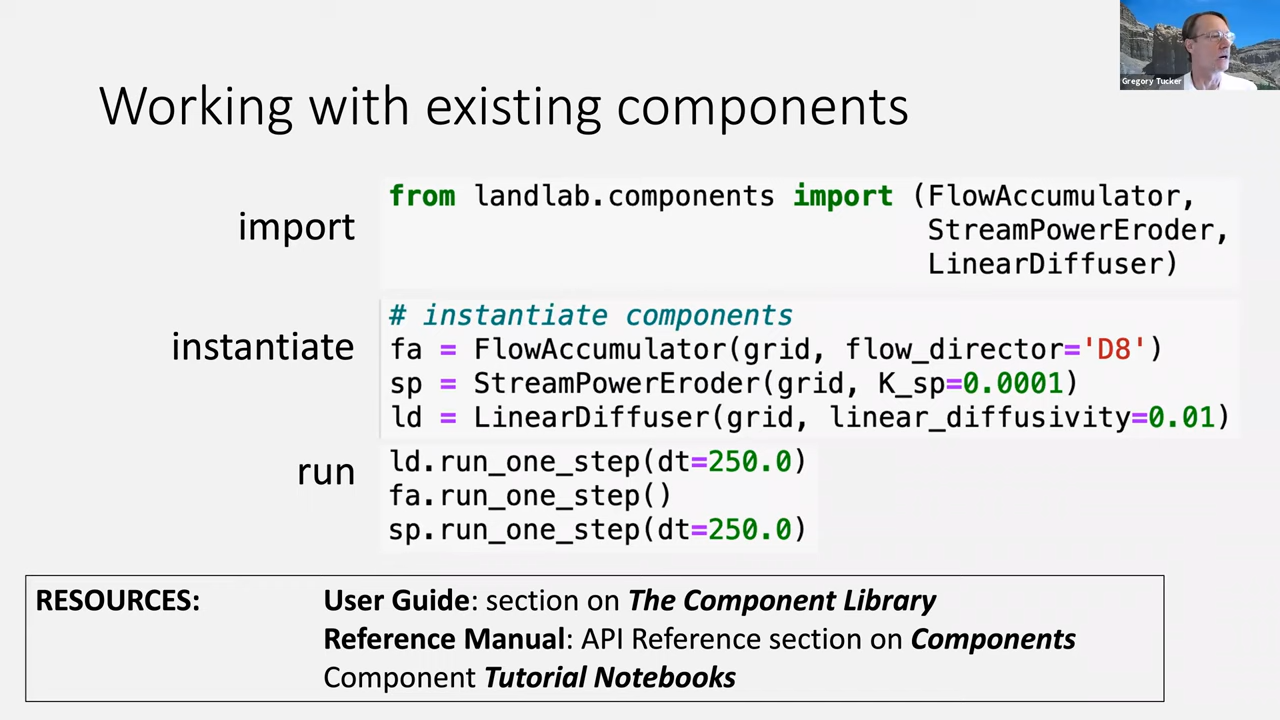 Gregory Tucker
Working with existing components
import
from landlab.components import (FlowAccumulator,
StreamPowerEroder,
LinearDiffuser)
instantiate
# instantiate components
fa = FlowAccumulator(grid, flow_director='D8')
sp = StreamPowerEroder(grid, K_sp=0.0001)
ld = LinearDiffuser(grid, linear_diffusivity=0.01)
run
ld.run_one_step(dt=250.0)
fa.run_one_step()
sp.run_one_step(dt=250.0)
RESOURCES: User Guide: section on The Component Library
Reference Manual: API Reference section on Components
Component Tutorial Notebooks